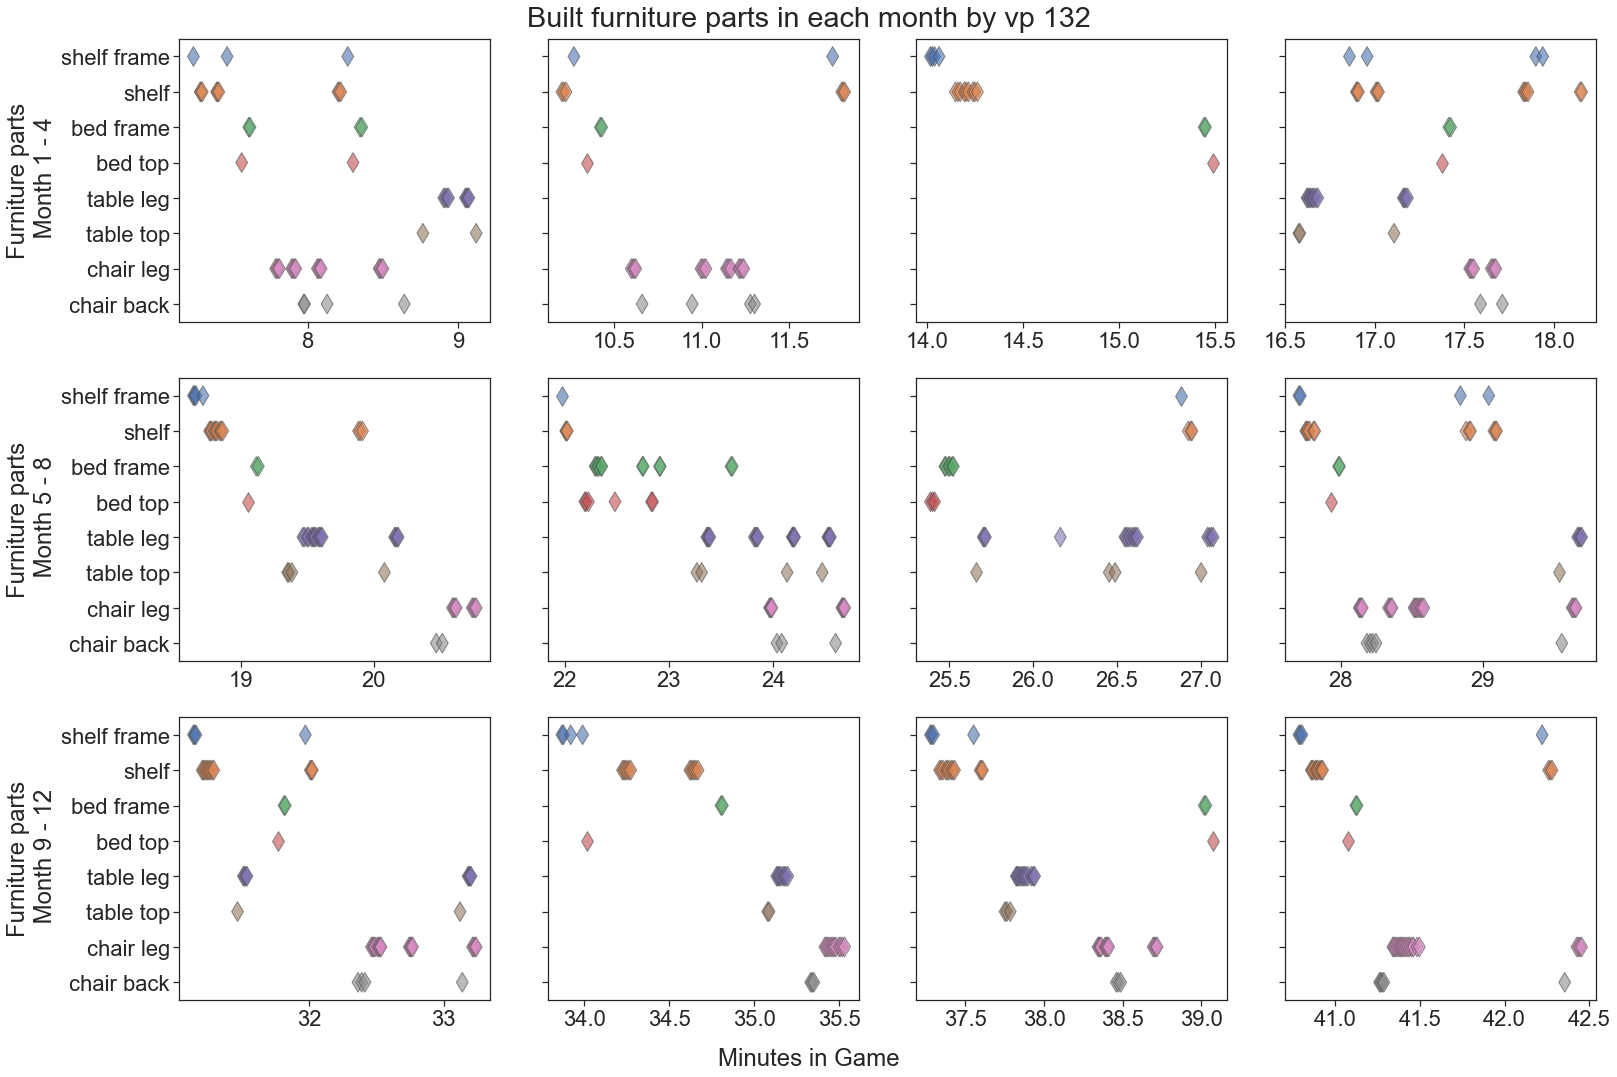 Built furniture parts in each month by vp 132
Furniture parts
Month 1 - 4
shelf frame
shelf
bed frame
bed top
table leg
table top
chair leg
chair back
8 9
10.5 11.0 11.5
14.0 14.5 15.0 15.5
16.5 17.0 17.5 18.0
Furniture parts
Month 5 - 8
shelf frame
shelf
bed frame
bed top
table leg
table top
chair leg
chair back
19 20
22 23 24
25.5 26.0 26.5 27.0
28 29
Furniture parts
Month 9 - 12
shelf frame
shelf
bed frame
bed top
table leg
table top
chair leg
chair back
32 33
34.0 34.5 35.0 35.5
37.5 38.0 38.5 39.0
41.0 41.5 42.0 42.5
Minutes in Game